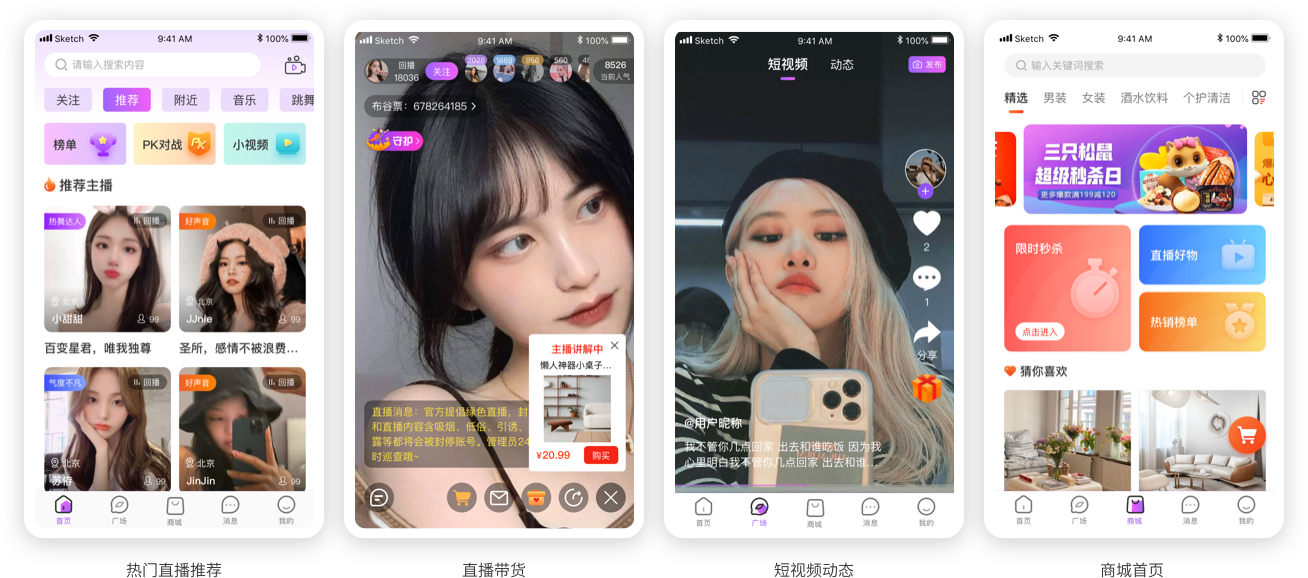 Sketch 9:41 AM 100%
请输入搜索内容
关注 推荐 附近 音乐 跳舞
榜单 PK对战 小视频
推荐主播
热舞达人 回播 好声音 回播
北京 北京
小甜甜 99 JJnie 99
百变星君，唯我独尊 圣所，感情不被浪费...
气度不凡 回播 好声音 回播
北京 北京
苏侑 99 JinJin 99
首页 广场 商城 消息 我的
热门直播推荐
Sketch 9:41 AM 100%
回播
18036
关注
2028 1689 956 560 48
8526
当前人气
布谷票：678264185
守护
主播讲解中
懒人神器小桌子...
¥20.99 购买
直播消息：官方提倡绿色直播，封
和直播内容含吸烟、低俗、引诱、
露等都将会被封停账号。管理员24
时巡查哦~
直播带货
Sketch 9:41 AM 100%
短视频 动态 发布
2
1
分享
@用户昵称
我不管你几点回家 出去和谁吃饭 因为我
心里明白我不管你几点回家 出去和谁...
首页 广场 商城 消息 我的
短视频动态
Sketch 9:41 AM 100%
输入关键词搜索
精选 男装 女装 酒水饮料 个护清洁
三只松鼠
超级秒杀日
更多爆款满199减120
限时秒杀
点击进入
直播好物
热销榜单
猜你喜欢
首页 广场 商城 消息 我的
商城首页